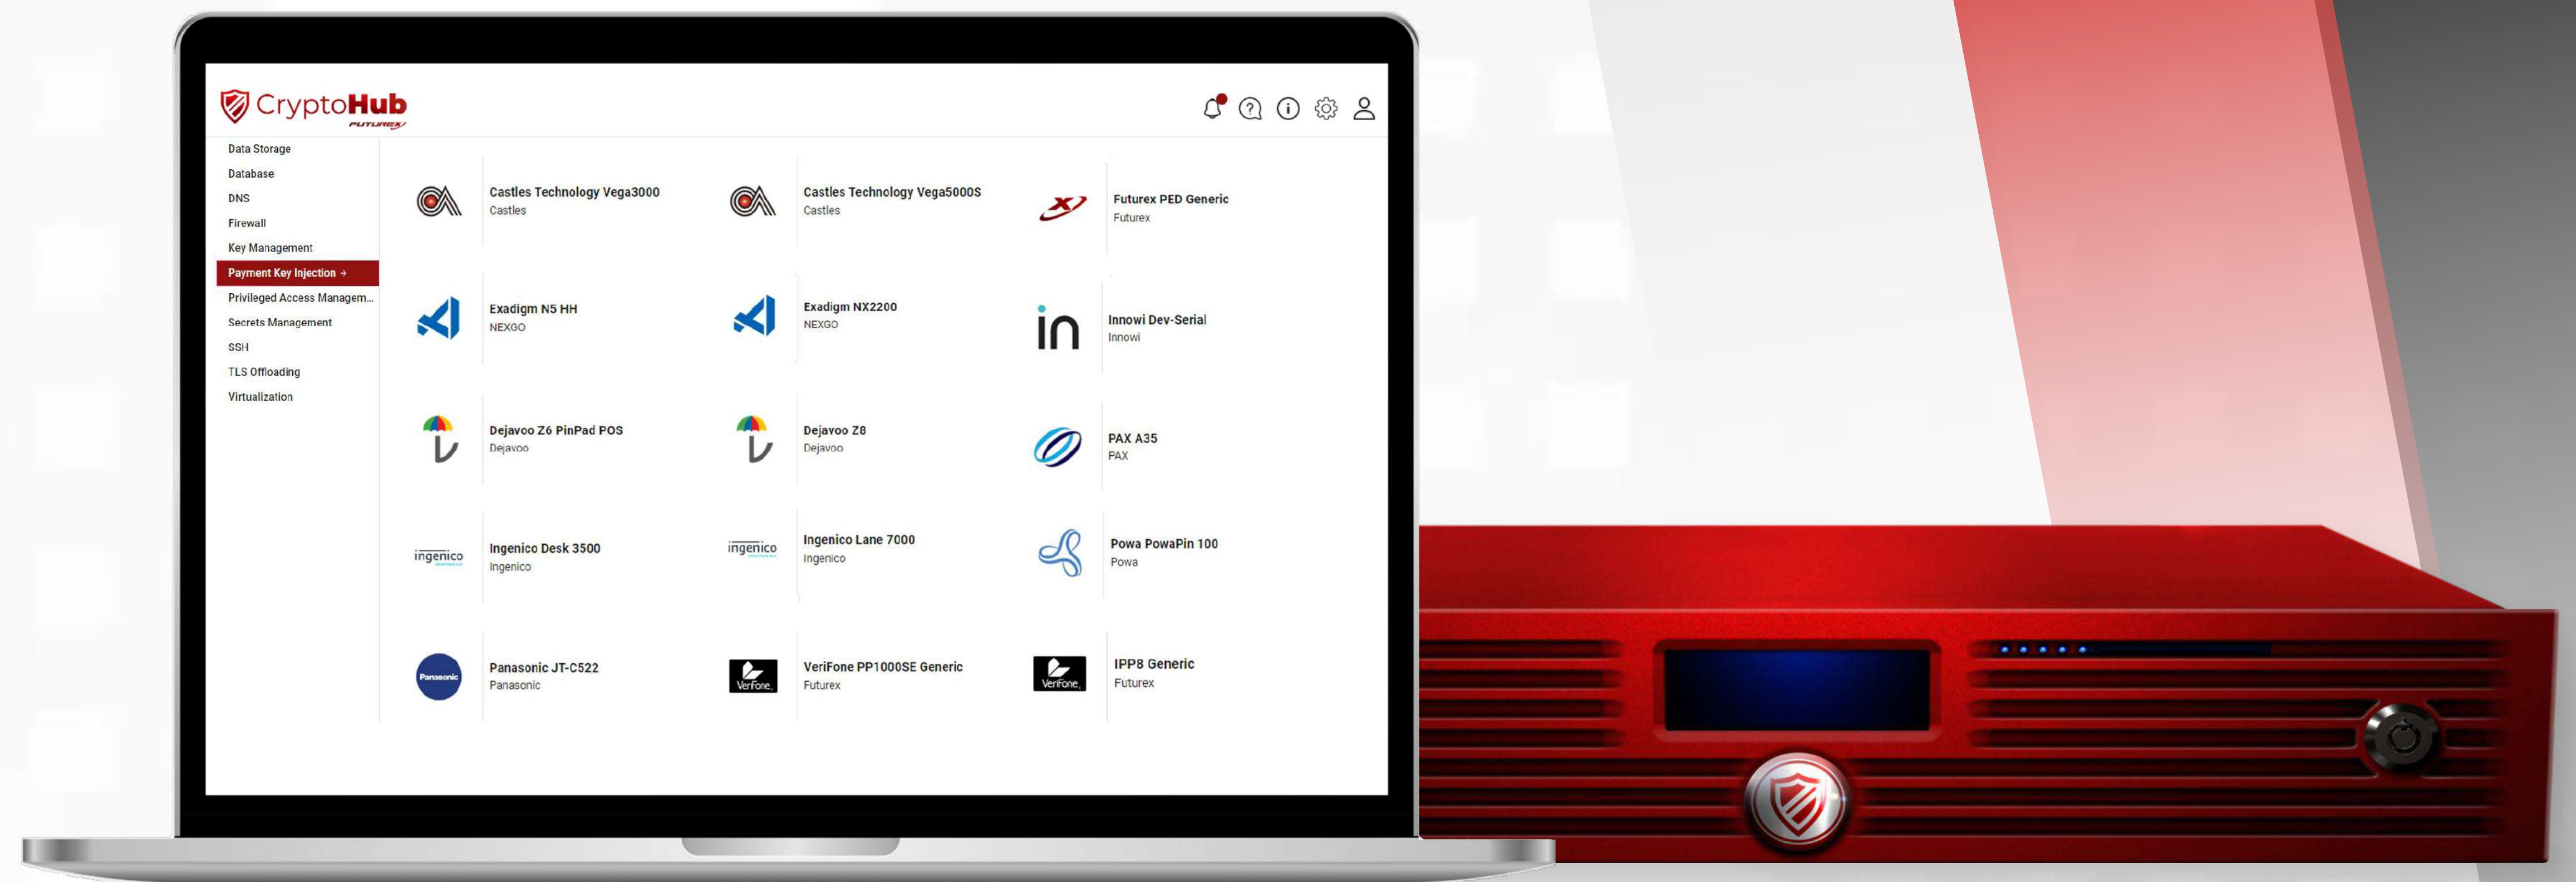 CryptoHub
FUTUREX
Data Storage
Database
DNS
Firewall
Key Management
Payment Key Injection →
Privileged Access Managem...
Secrets Management
SSH
TLS Offloading
Virtualization
Castles Technology Vega3000
Castles
Castles Technology Vega5000S
Castles
Futurex PED Generic
Futurex
Exadigm N5 HH
NEXGO
Exadigm NX2200
NEXGO
in
Innowi Dev-Serial
Innowi
Dejavoo Z6 PinPad POS
Dejavoo
Dejavoo Z8
Dejavoo
PAX A35
PAX
ingenico
Ingenico Desk 3500
Ingenico
ingenico
Ingenico Lane 7000
Ingenico
Powa PowaPin 100
Powa
Panasonic
Panasonic JT-C522
Panasonic
VeriFone.
VeriFone PP1000SE Generic
Futurex
VeriFone.
IPP8 Generic
Futurex